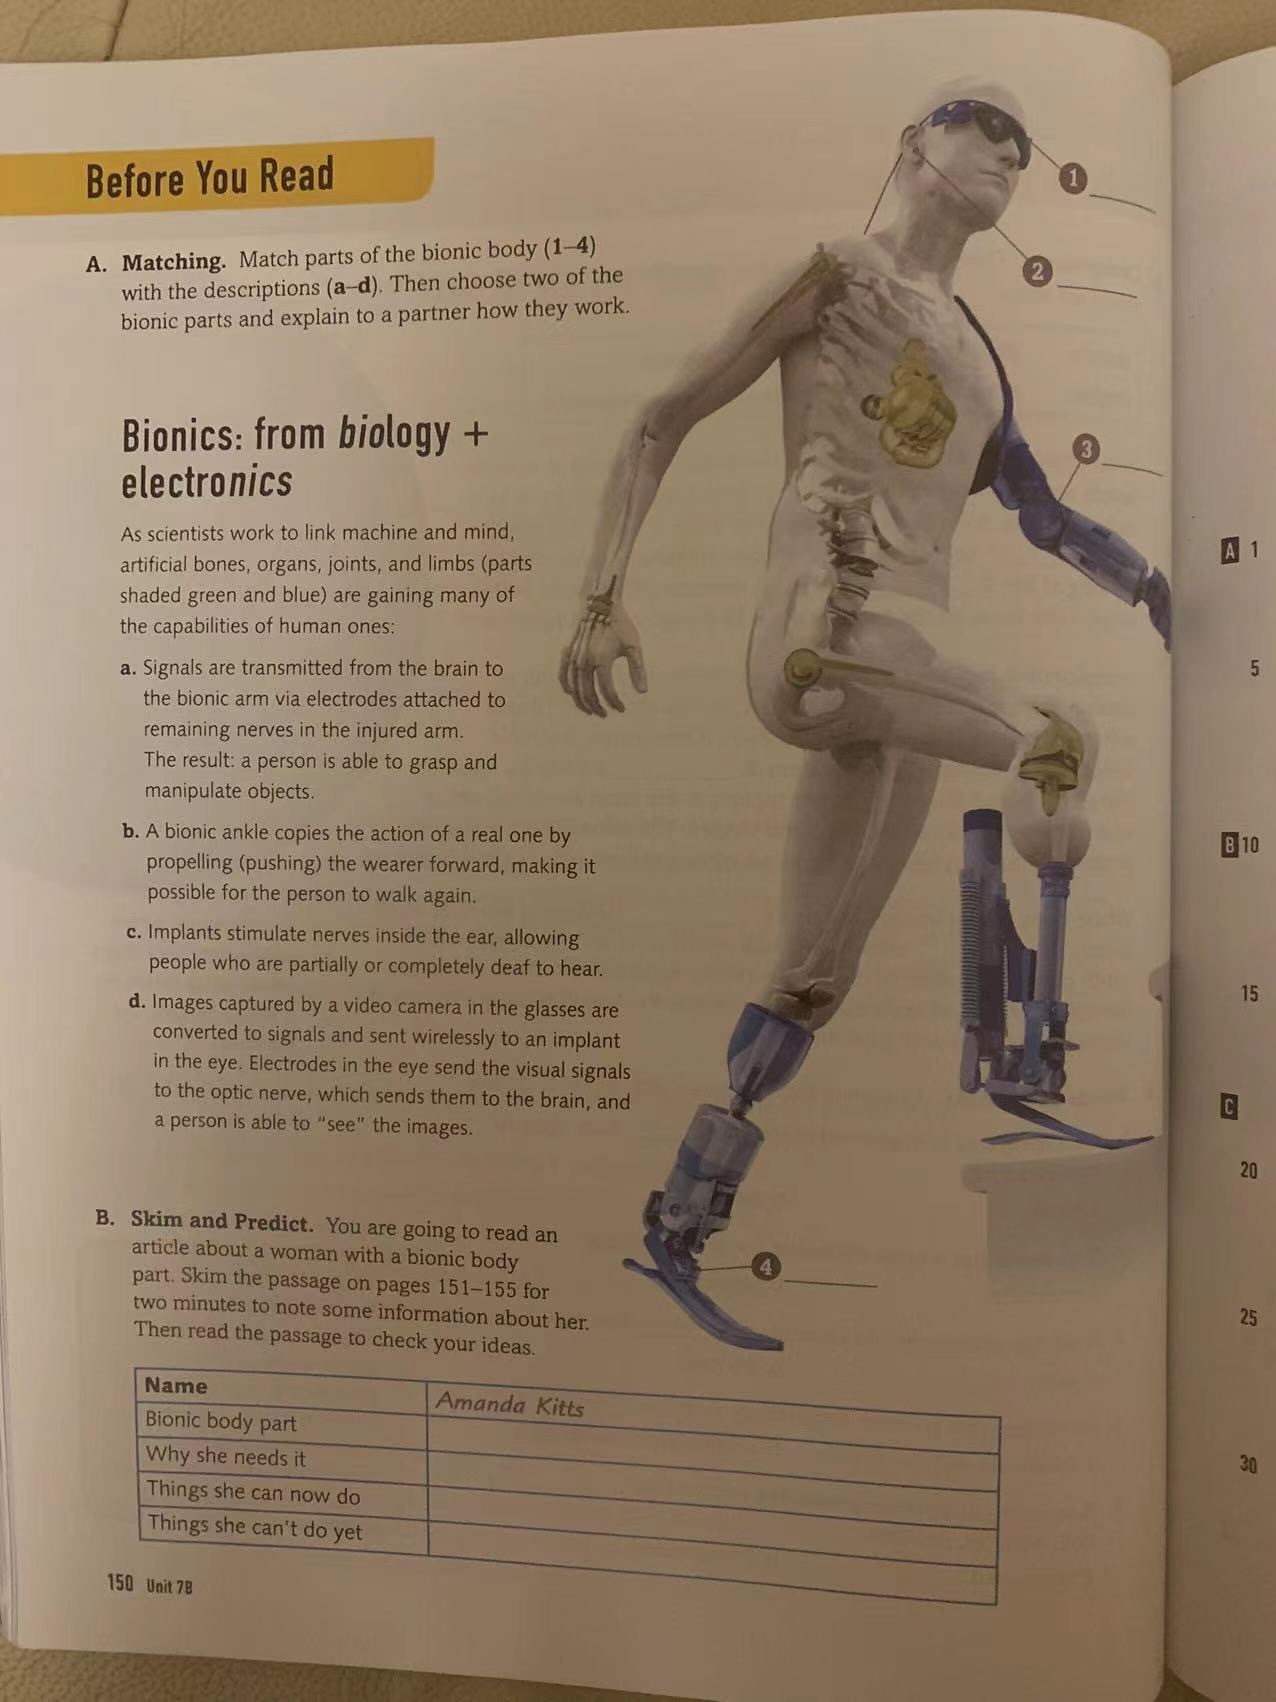 Before You Read
A. Matching. Match parts of the bionic body (1–4)
with the descriptions (a–d). Then choose two of the
bionic parts and explain to a partner how they work.
Bionics: from biology +
electronics
As scientists work to link machine and mind,
artificial bones, organs, joints, and limbs (parts
shaded green and blue) are gaining many of
the capabilities of human ones:
a. Signals are transmitted from the brain to
the bionic arm via electrodes attached to
remaining nerves in the injured arm.
The result: a person is able to grasp and
manipulate objects.
b. A bionic ankle copies the action of a real one by
propelling (pushing) the wearer forward, making it
possible for the person to walk again.
c. Implants stimulate nerves inside the ear, allowing
people who are partially or completely deaf to hear.
d. Images captured by a video camera in the glasses are
converted to signals and sent wirelessly to an implant
in the eye. Electrodes in the eye send the visual signals
to the optic nerve, which sends them to the brain, and
a person is able to “see” the images.
1
2
3
4
B. Skim and Predict. You are going to read an
article about a woman with a bionic body
part. Skim the passage on pages 151–155 for
two minutes to note some information about her.
Then read the passage to check your ideas.
Name Amanda Kitts
Bionic body part
Why she needs it
Things she can now do
Things she can't do yet
150 Unit 7B
A 1
5
B 10
15
C
20
25
30